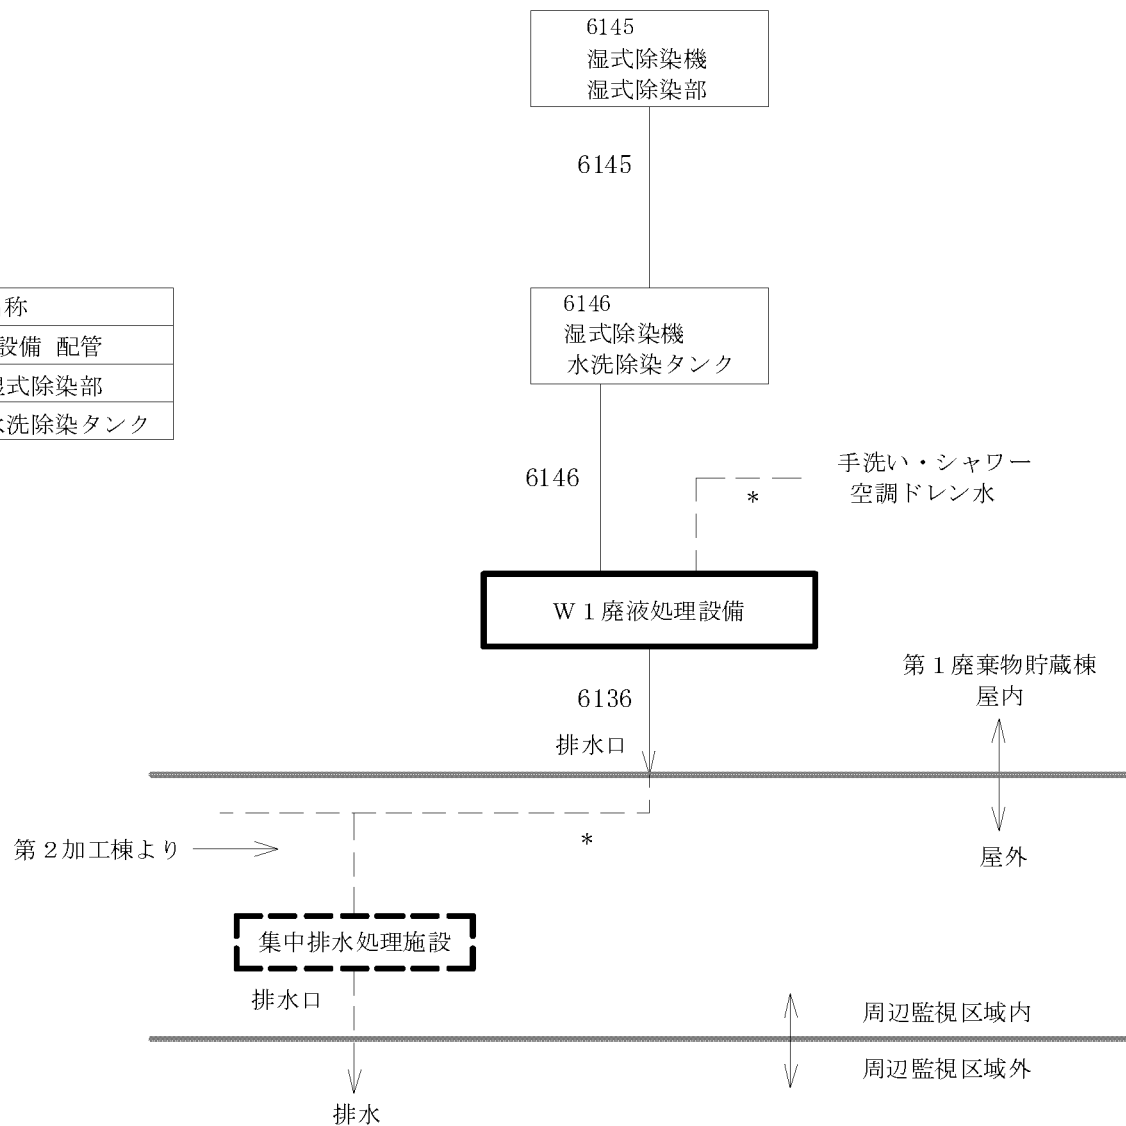 6145
湿式除染機
湿式除染部
6145
称
設備 配管
式除染部
洗除染タンク
6146
湿式除染機
水洗除染タンク
6146
手洗い・シャワー
空調ドレン水
*
W1廃液処理設備
6136
排水口
第1廃棄物貯蔵棟
屋内
第2加工棟より
*
屋外
集中排水処理施設
排水口
周辺監視区域内
周辺監視区域外
排水